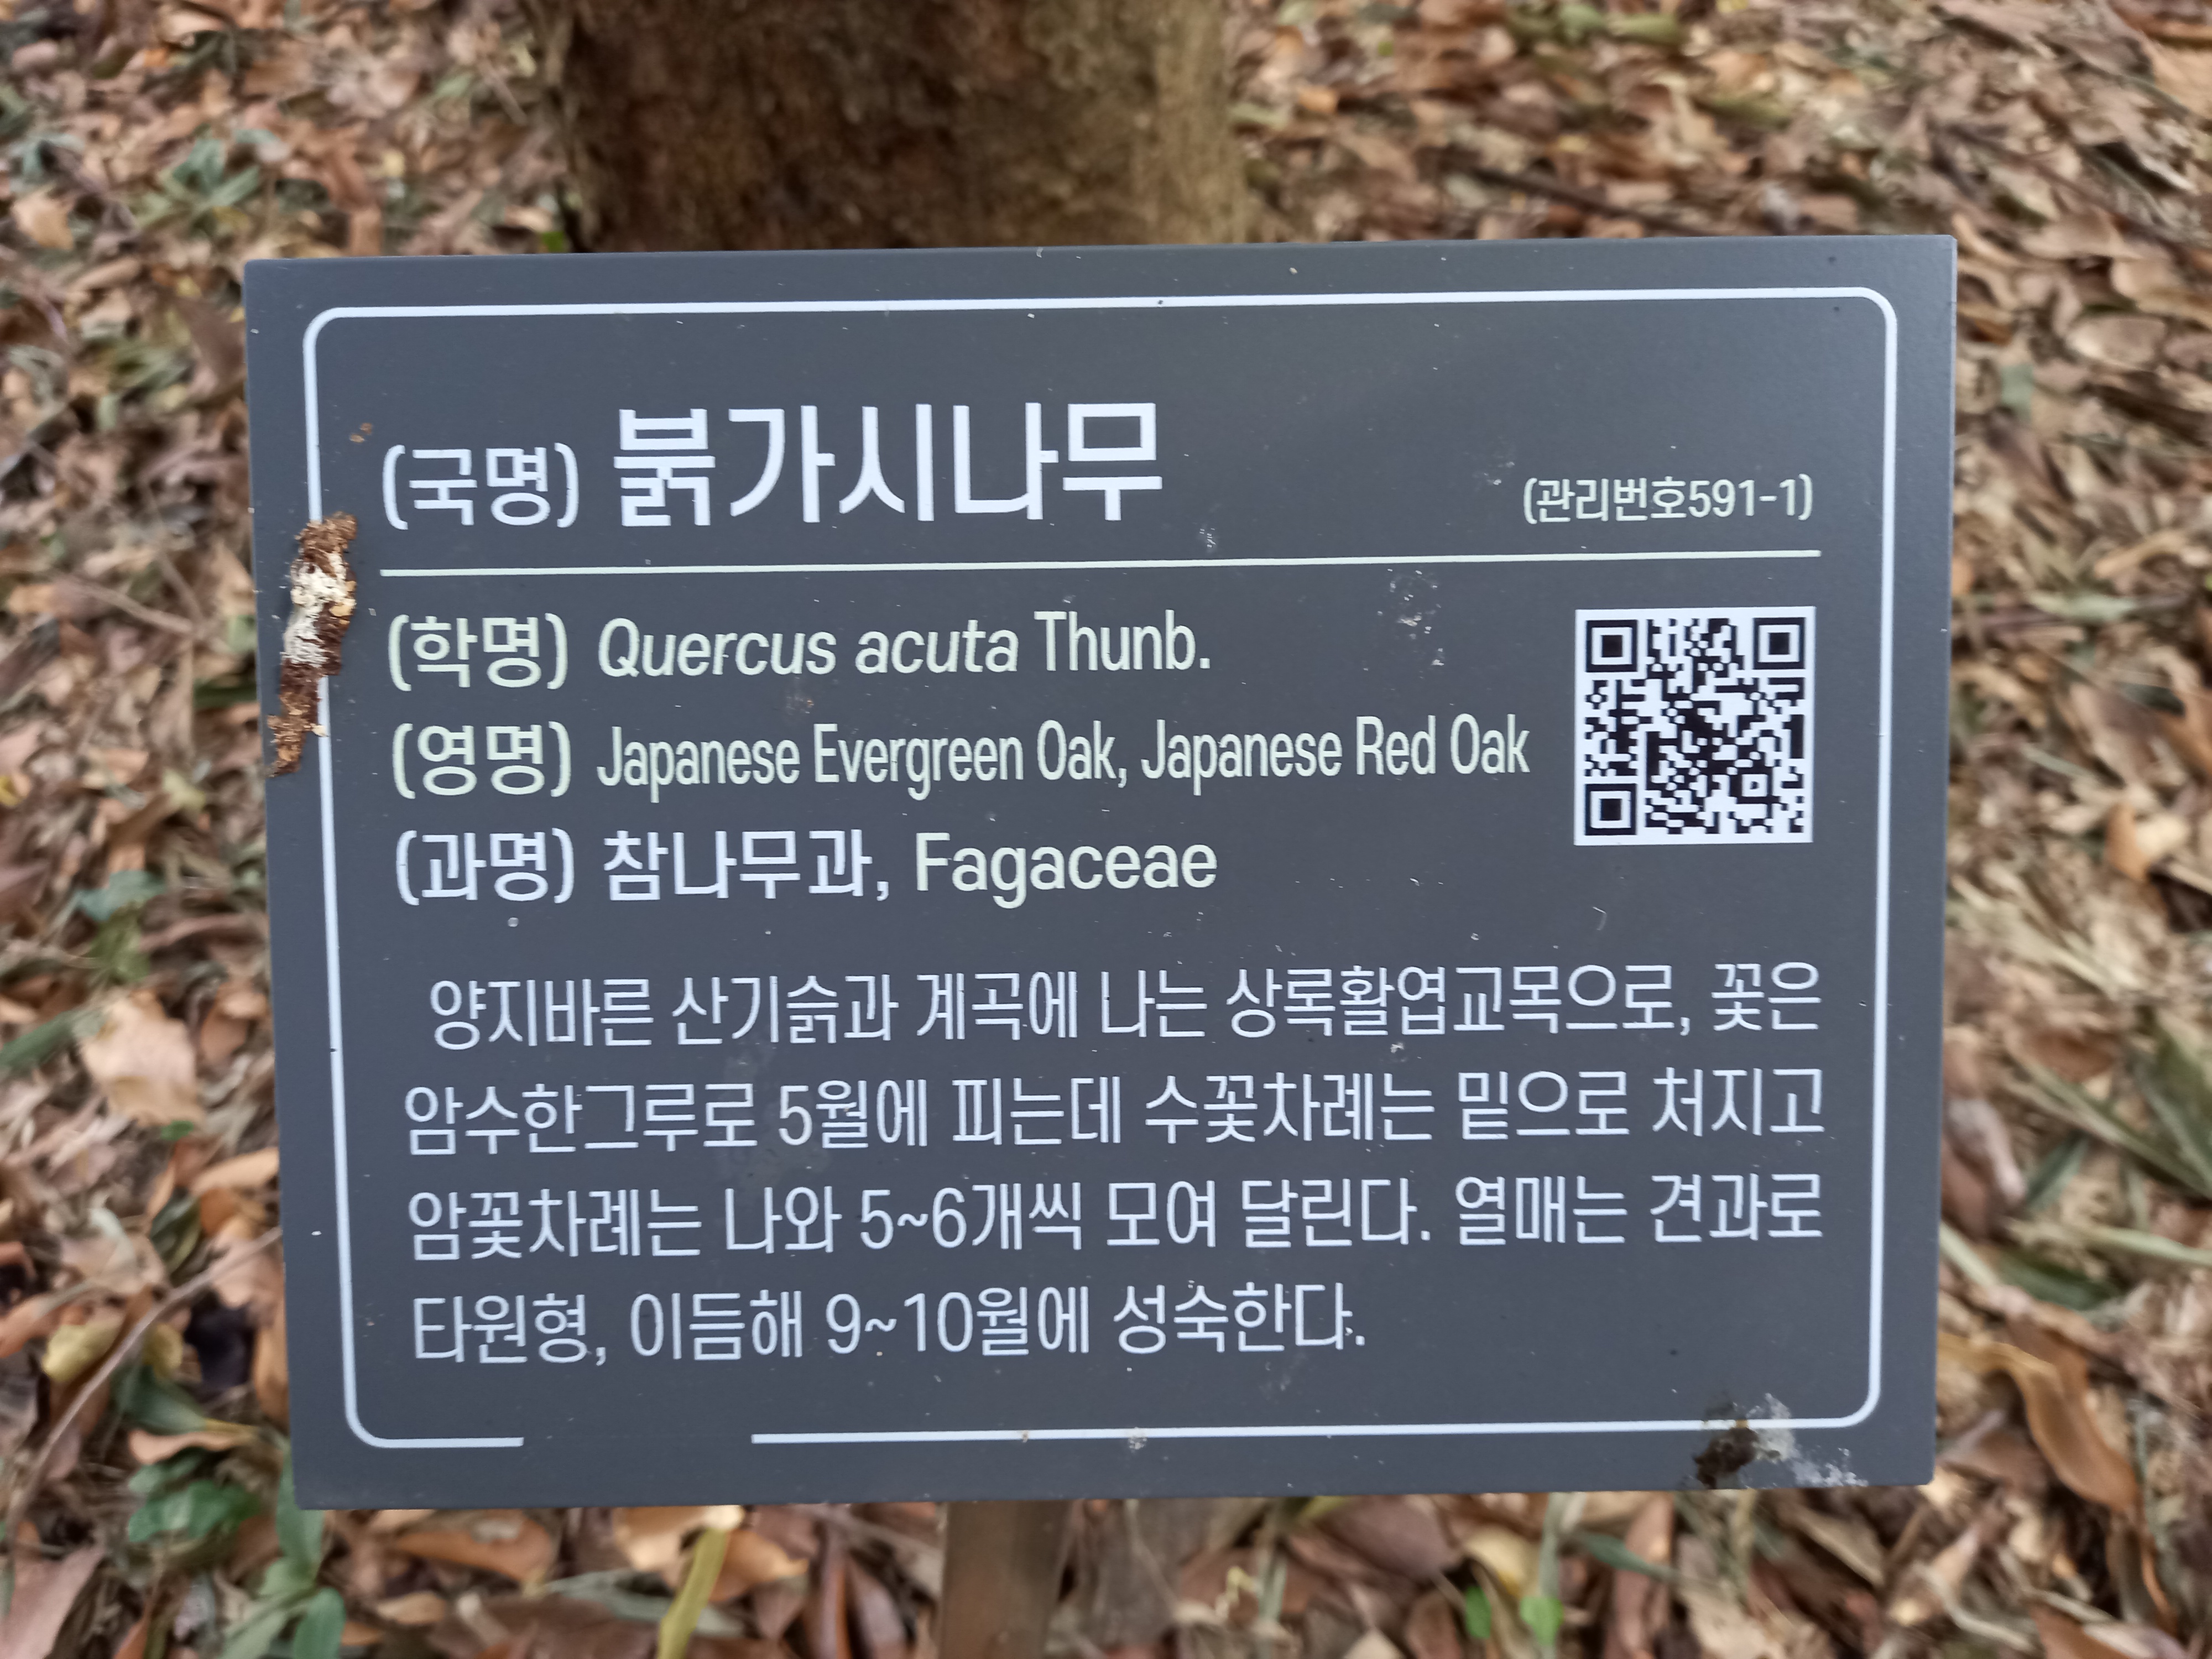 (국명) 붉가시나무 (관리번호591-1)
(학명) Quercus acuta Thunb.
(영명) Japanese Evergreen Oak, Japanese Red Oak
(과명) 참나무과, Fagaceae
양지바른 산기슭과 계곡에 나는 상록활엽교목으로, 꽃은
암수한그루로 5월에 피는데 수꽃차례는 밑으로 처지고
암꽃차례는 나와 5~6개씩 모여 달린다. 열매는 견과로
타원형, 이듬해 9~10월에 성숙한다.